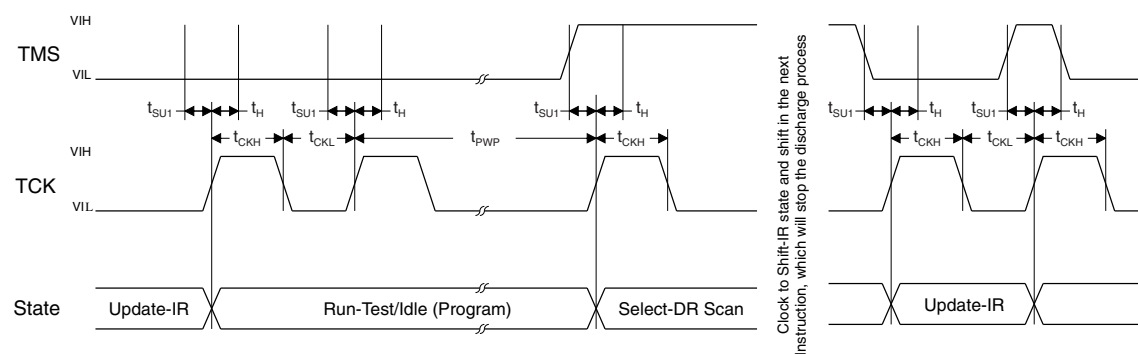 VIH
TMS
VIL
tSU1 tH tSU1 tH tSU1 tH tSU1 tH tSU1 tH
tCKH tCKL tPWP tCKH tCKH tCKL tCKH
VIH
TCK
VIL
State Update-IR Run-Test/Idle (Program) Select-DR Scan Update-IR
Clock to Shift-IR state and shift in the next
Instruction, which will stop the discharge process